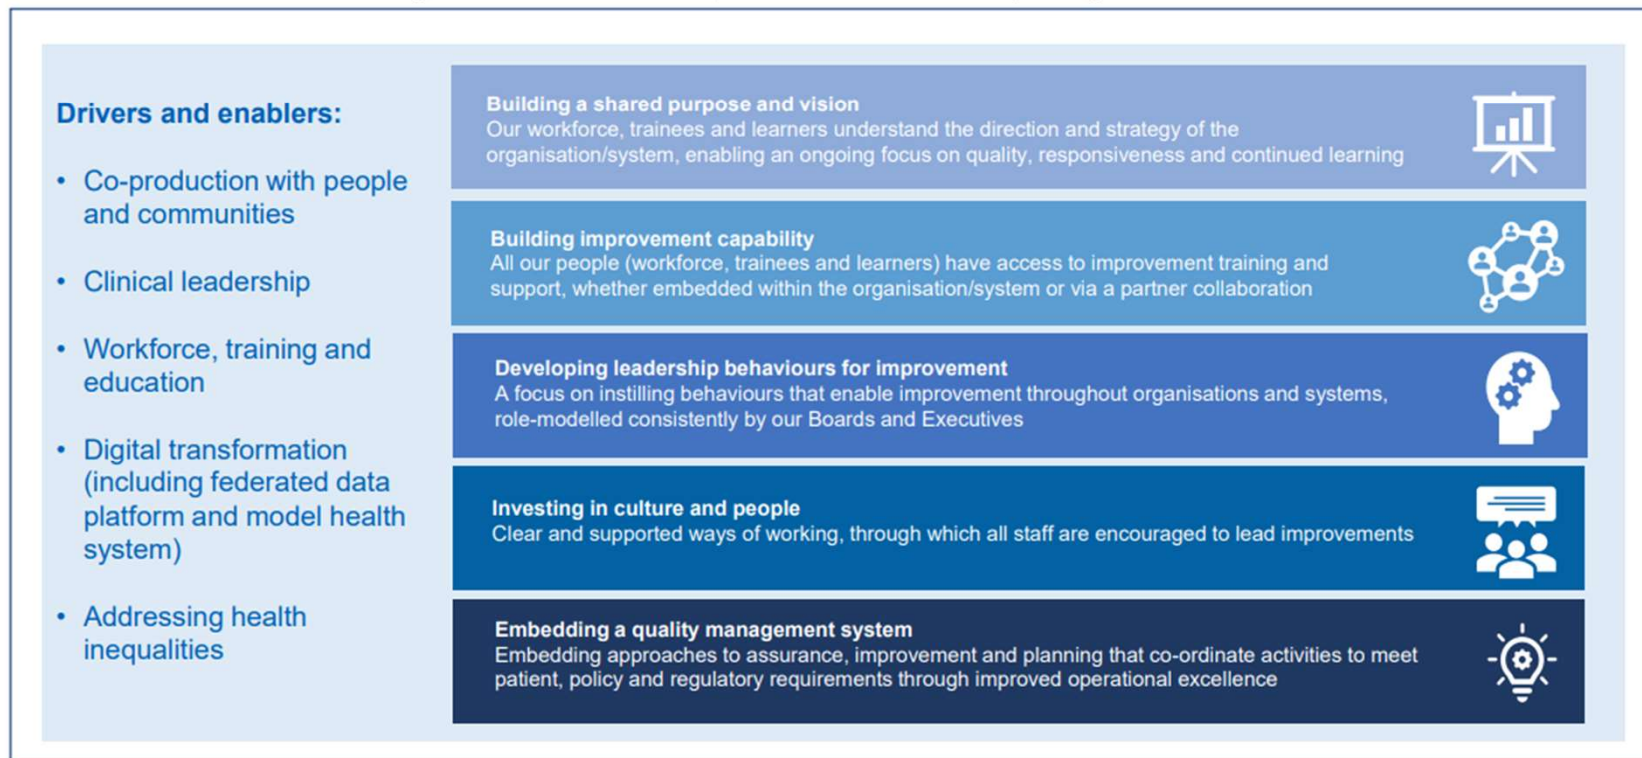 Drivers and enablers:
• Co-production with people
and communities
• Clinical leadership
• Workforce, training and
education
• Digital transformation
(including federated data
platform and model health
system)
• Addressing health
inequalities
Building a shared purpose and vision
Our workforce, trainees and learners understand the direction and strategy of the
organisation/system, enabling an ongoing focus on quality, responsiveness and continued learning
Building improvement capability
All our people (workforce, trainees and learners) have access to improvement training and
support, whether embedded within the organisation/system or via a partner collaboration
Developing leadership behaviours for improvement
A focus on instilling behaviours that enable improvement throughout organisations and systems,
role-modelled consistently by our Boards and Executives
Investing in culture and people
Clear and supported ways of working, through which all staff are encouraged to lead improvements
Embedding a quality management system
Embedding approaches to assurance, improvement and planning that co-ordinate activities to meet
patient, policy and regulatory requirements through improved operational excellence